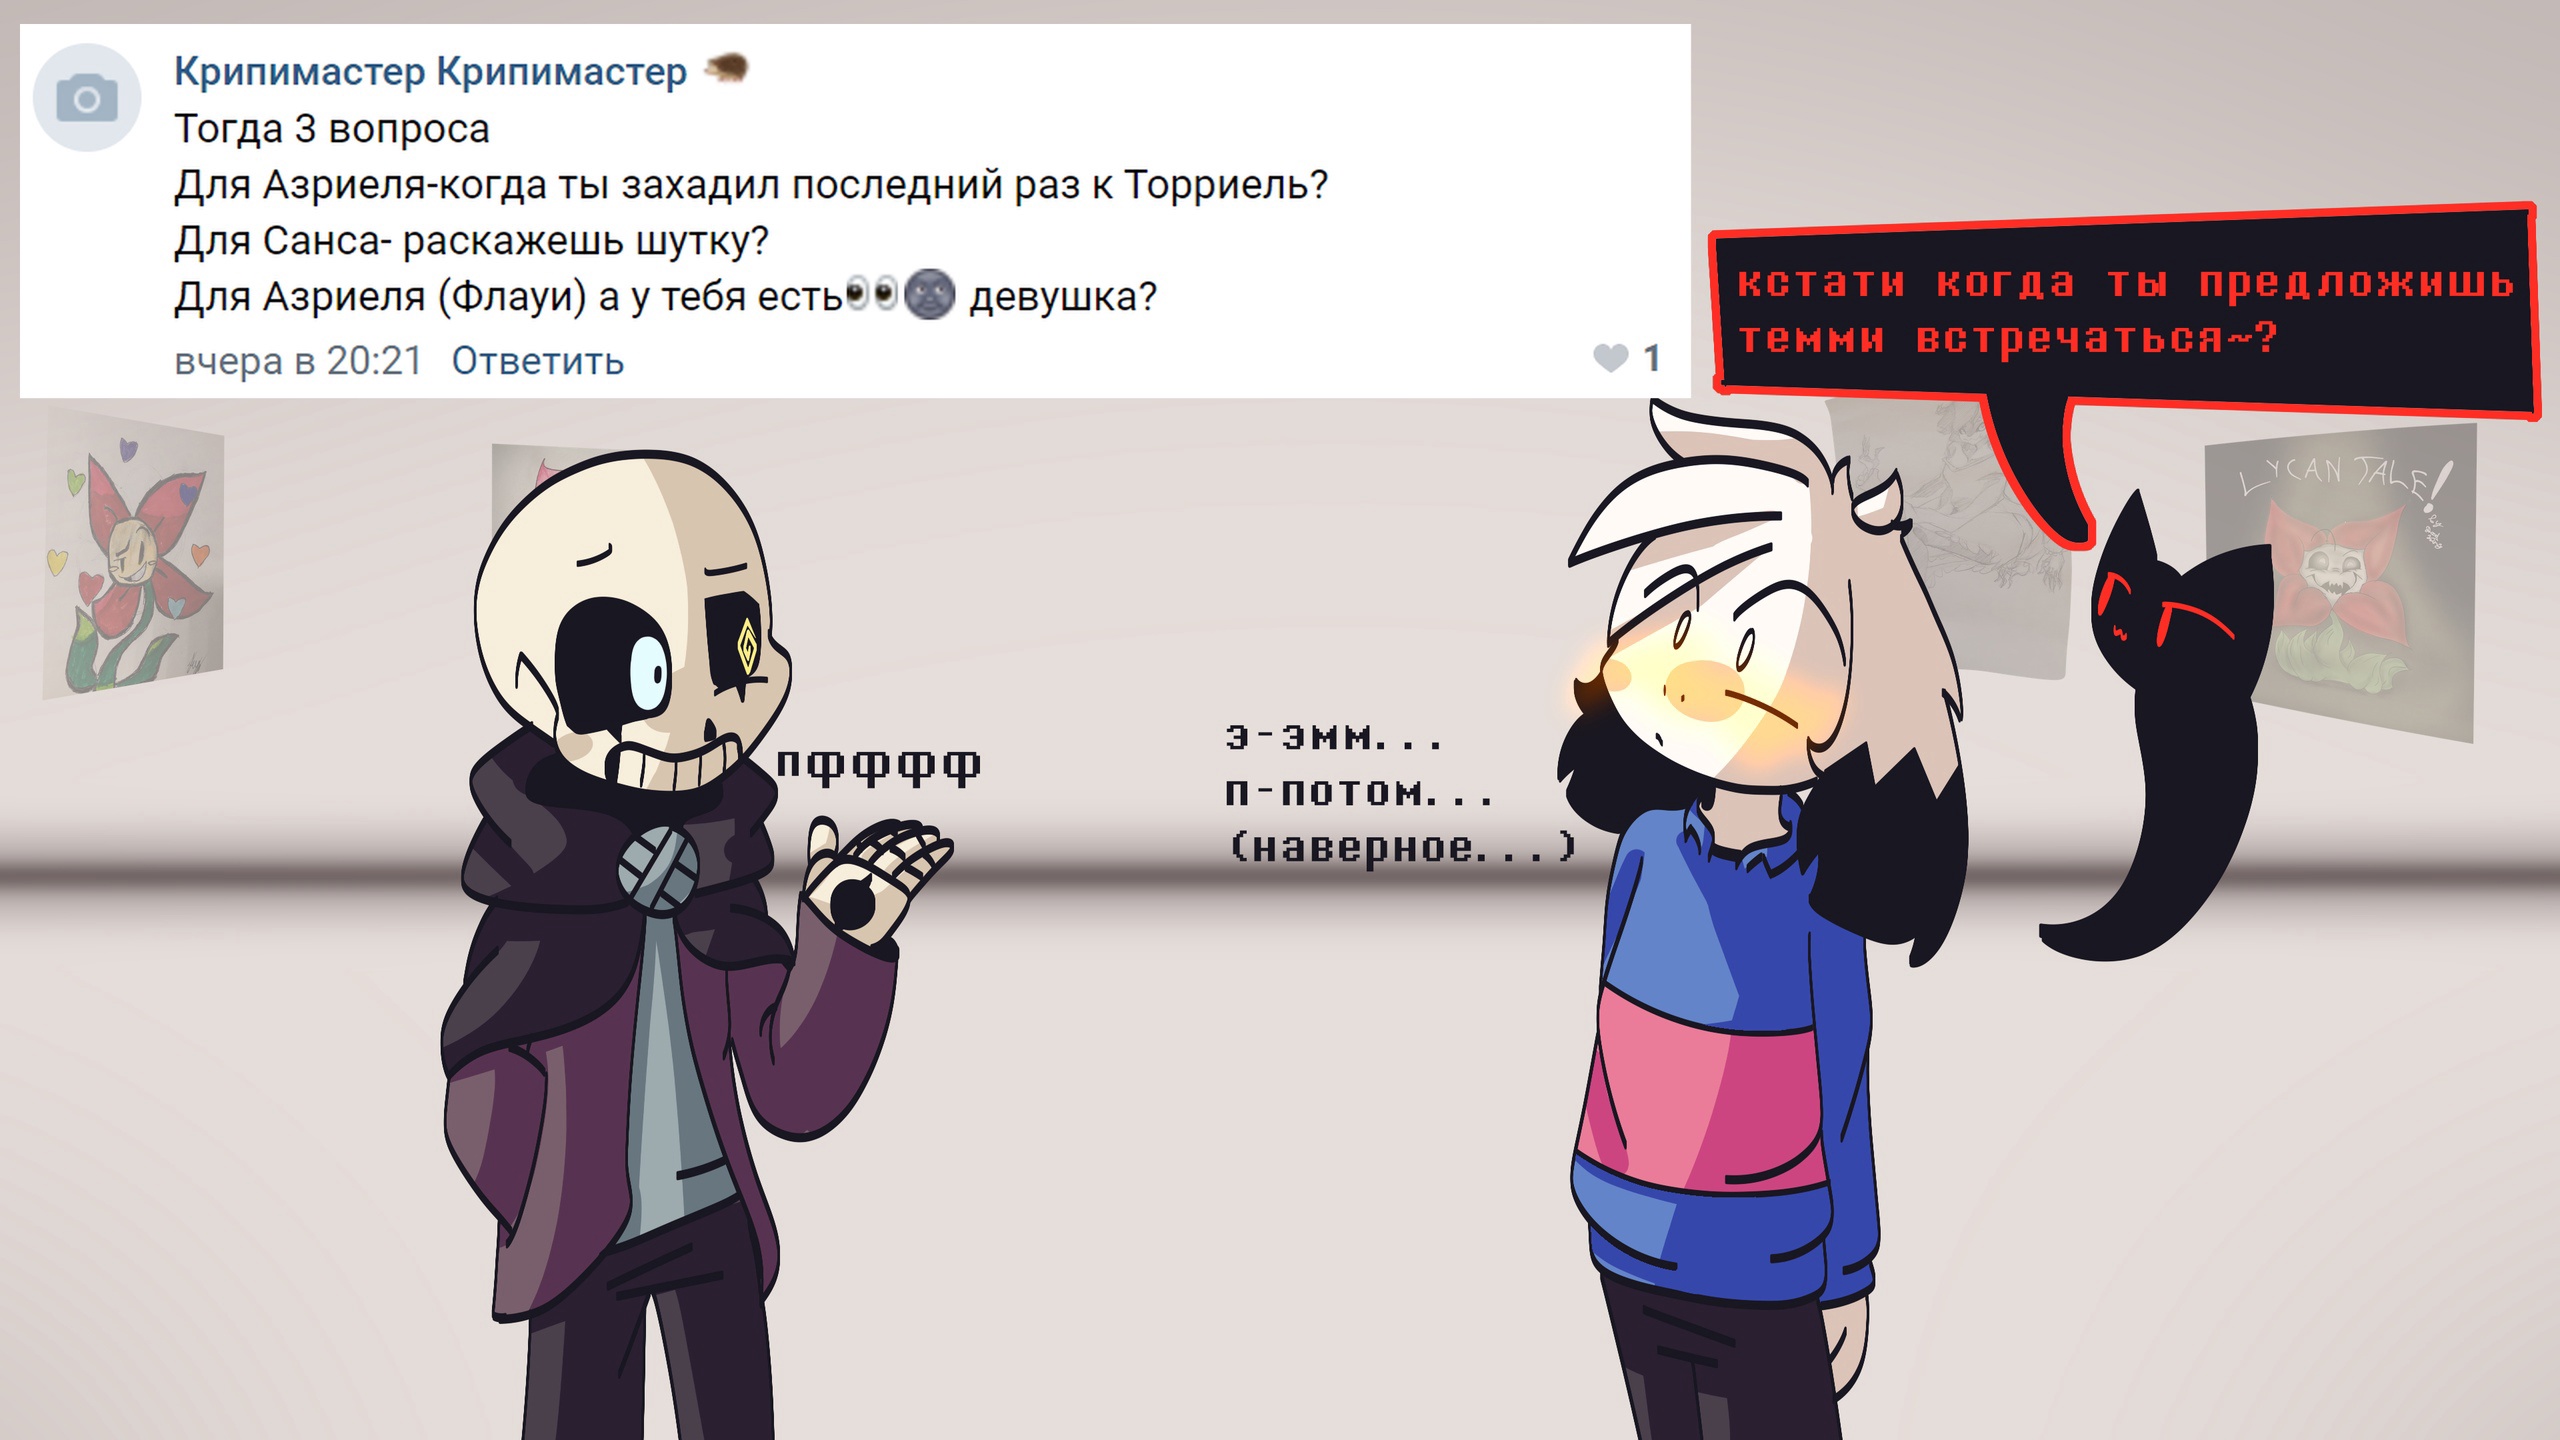 Крипимастер Крипимастер 🦔
Тогда 3 вопроса
Для Азриеля-когда ты захадил последний раз к Торриель?
Для Санса- раскажешь шутку?
Для Азриеля (Флауи) а у тебя есть👀🌚 девушка?
вчера в 20:21 Ответить
1
кстати когда ты предложишь
темми встречаться~?
LYCAN TALE!
пфффф
э-эмм...
п-потом...
(наверное...)